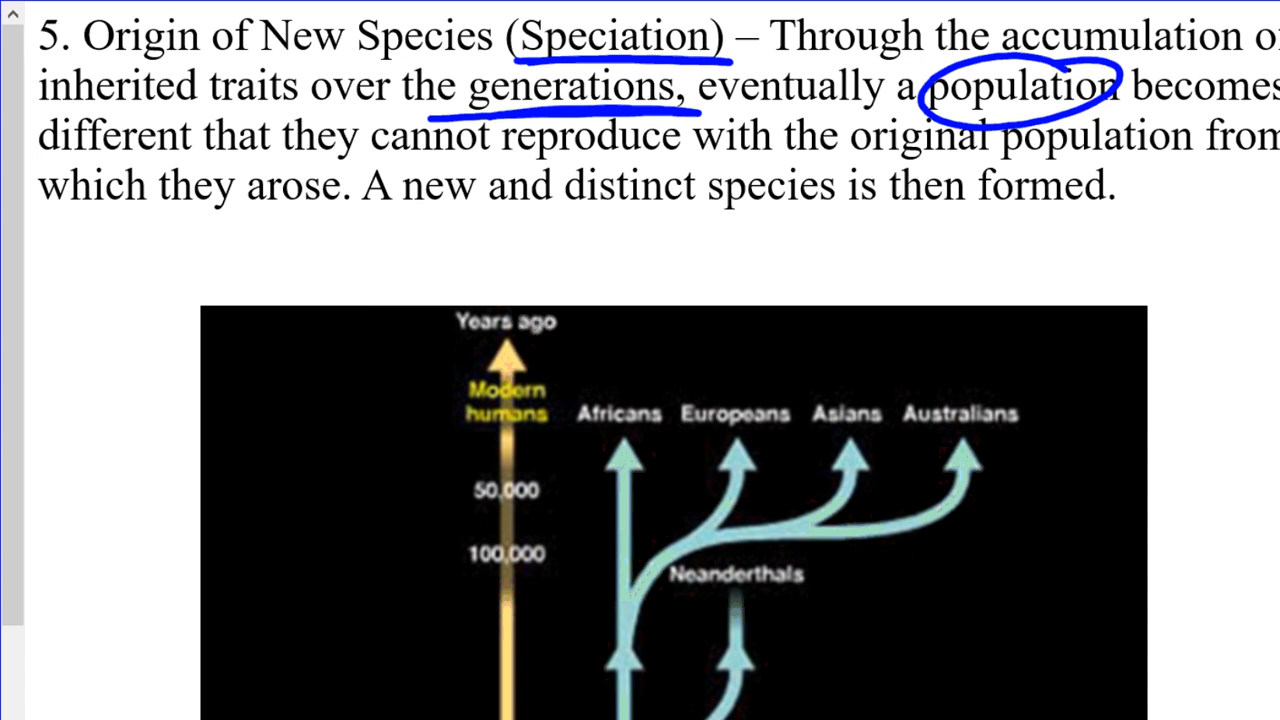 5. Origin of New Species (Speciation) – Through the accumulation o
inherited traits over the generations, eventually a population becomes
different that they cannot reproduce with the original population from
which they arose. A new and distinct species is then formed.
Years ago
Modern
humans
Africans Europeans Asians Australians
50,000
100,000
Neanderthals